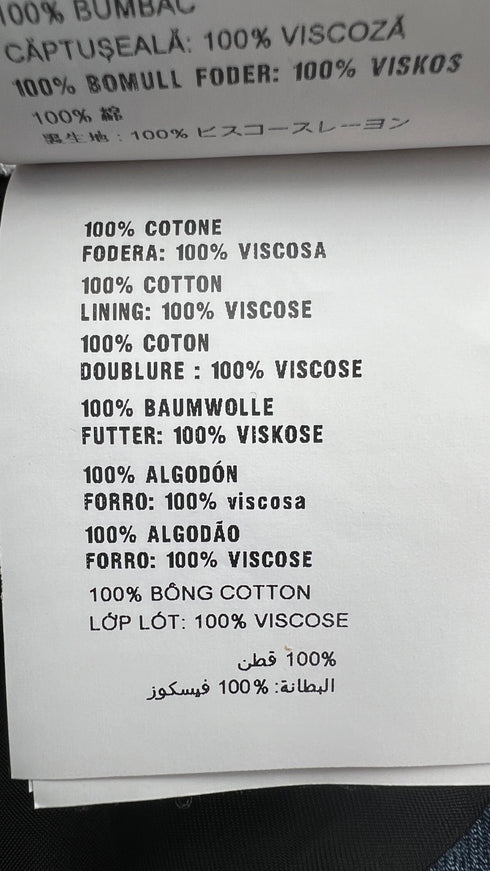 100% BUMBAC
CĂPTUȘEALĂ: 100% VISCOZĂ
100% BOMULL FODER: 100% VISKOS
100% 綿
裏生地 : 100% ビスコースレーヨン
100% COTONE
FODERA: 100% VISCOSA
100% COTTON
LINING: 100% VISCOSE
100% COTON
DOUBLURE : 100% VISCOSE
100% BAUMWOLLE
FUTTER: 100% VISKOSE
100% ALGODÓN
FORRO: 100% viscosa
100% ALGODÃO
FORRO: 100% VISCOSE
100% BÔNG COTTON
LỚP LÓT: 100% VISCOSE
100% قطن
البطانة: 100% فيسكوز